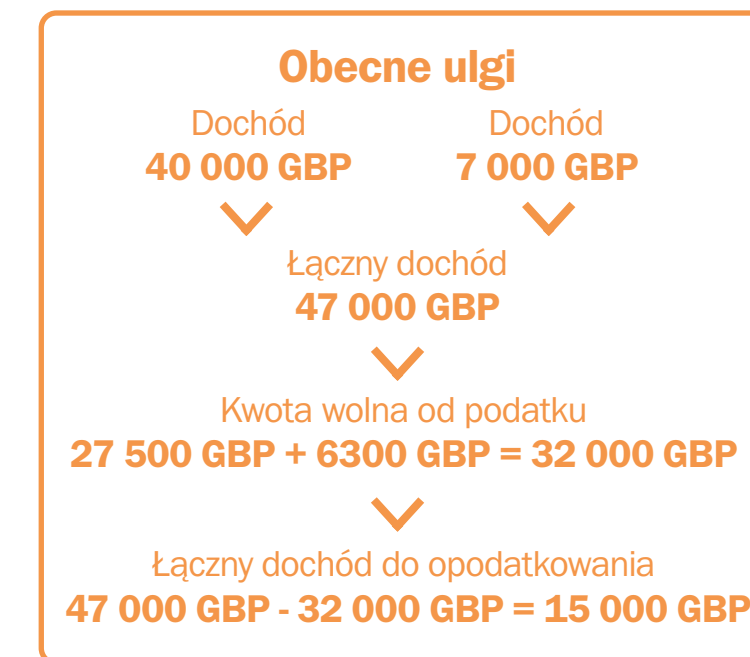 Obecne ulgi
Dochód Dochód
40 000 GBP 7 000 GBP
Łączny dochód
47 000 GBP
Kwota wolna od podatku
27 500 GBP + 6300 GBP = 32 000 GBP
Łączny dochód do opodatkowania
47 000 GBP - 32 000 GBP = 15 000 GBP